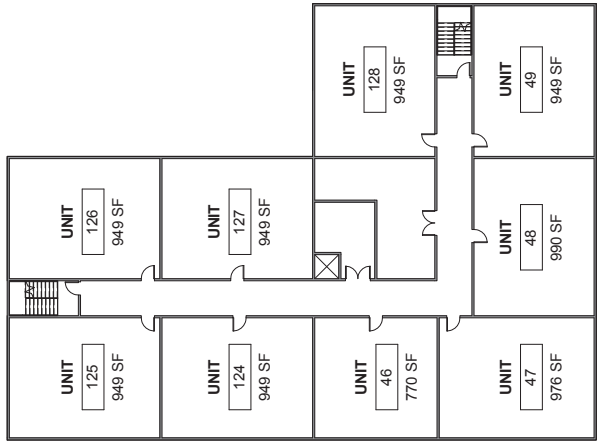 UNIT
128
949 SF
UNIT
49
949 SF
UNIT
126
949 SF
UNIT
127
949 SF
UNIT
48
990 SF
UNIT
125
949 SF
UNIT
124
949 SF
UNIT
46
770 SF
UNIT
47
976 SF